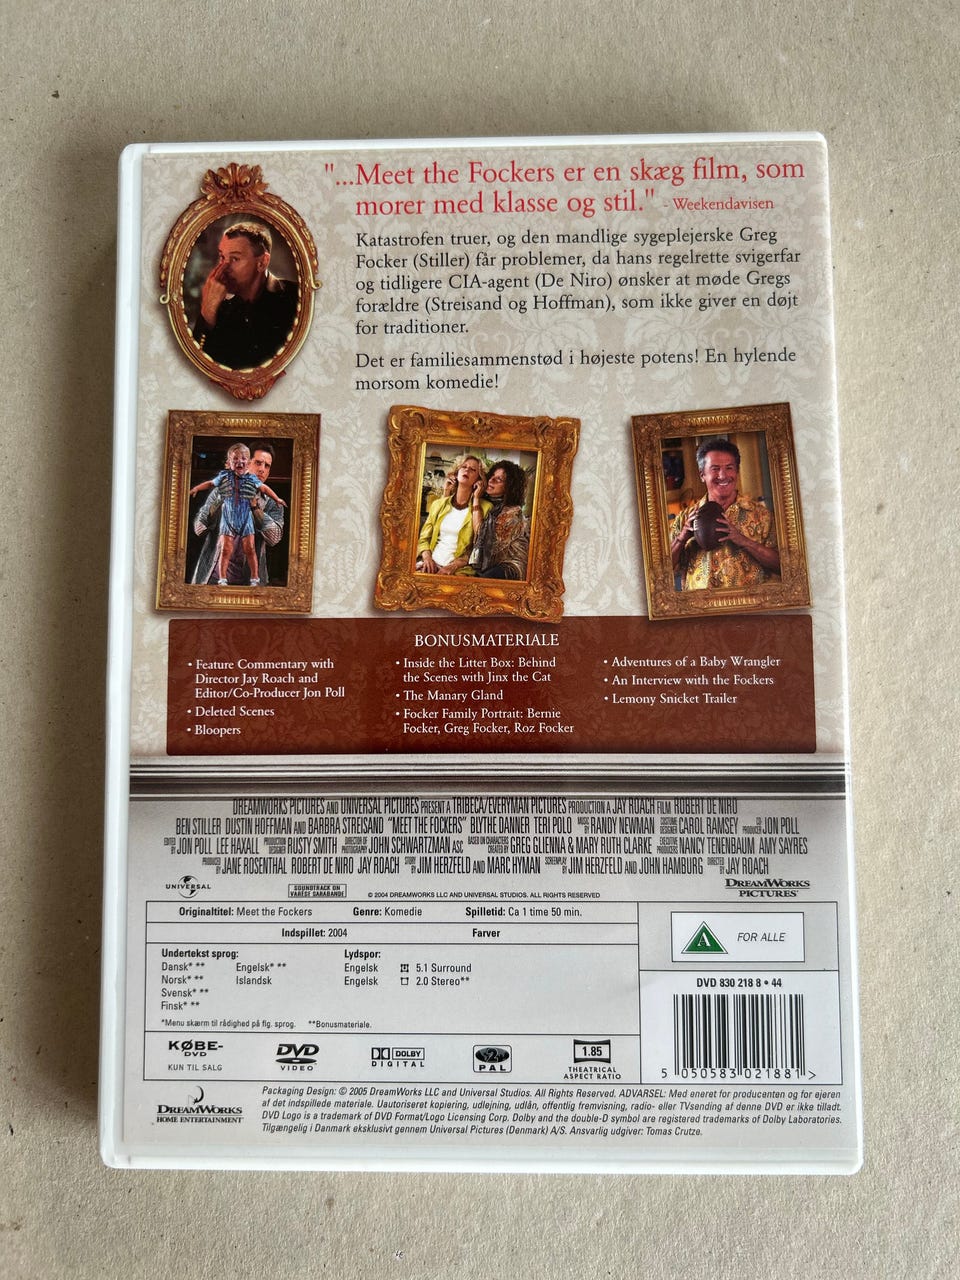 "...Meet the Fockers er en skæg film, som
morer med klasse og stil." - Weekendavisen
Katastrofen truer, og den mandlige sygeplejerske Greg
Focker (Stiller) får problemer, da hans regelrette svigerfar
og tidligere CIA-agent (De Niro) ønsker at møde Gregs
forældre (Streisand og Hoffman), som ikke giver en døjt
for traditioner.
Det er familiesammenstød i højeste potens! En hylende
morsom komedie!
BONUSMATERIALE
• Feature Commentary with
Director Jay Roach and
Editor/Co-Producer Jon Poll
• Deleted Scenes
• Bloopers
• Inside the Litter Box: Behind
the Scenes with Jinx the Cat
• The Manary Gland
• Focker Family Portrait: Bernie
Focker, Greg Focker, Roz Focker
• Adventures of a Baby Wrangler
• An Interview with the Fockers
• Lemony Snicket Trailer
DREAMWORKS PICTURES AND UNIVERSAL PICTURES PRESENT A TRIBECA/EVERYMAN PICTURES PRODUCTION A JAY ROACH FILM ROBERT DE NIRO
BEN STILLER DUSTIN HOFFMAN AND BARBRA STREISAND "MEET THE FOCKERS" BLYTHE DANNER TERI POLO MUSIC BY RANDY NEWMAN COSTUME DESIGNER CAROL RAMSEY CO-PRODUCER JON POLL
EDITED BY JON POLL LEE HAXALL PRODUCTION DESIGNER RUSTY SMITH DIRECTOR OF PHOTOGRAPHY JOHN SCHWARTZMAN ASC BASED ON CHARACTERS CREATED BY GREG GLIENNA & MARY RUTH CLARKE EXECUTIVE PRODUCERS NANCY TENENBAUM AMY SAYRES
PRODUCED BY JANE ROSENTHAL ROBERT DE NIRO JAY ROACH STORY BY JIM HERZFELD AND MARC HYMAN SCREENPLAY BY JIM HERZFELD AND JOHN HAMBURG DIRECTED BY JAY ROACH
UNIVERSAL
SOUNDTRACK ON
VARÈSE SARABANDE
© 2004 DREAMWORKS LLC AND UNIVERSAL STUDIOS. ALL RIGHTS RESERVED
DREAMWORKS
PICTURES
Originaltitel: Meet the Fockers Genre: Komedie Spilletid: Ca 1 time 50 min.
Indspillet: 2004 Farver
Undertekst sprog:
Dansk* ** Engelsk* **
Norsk* ** Islandsk
Svensk* **
Finsk* **
Lydspor:
Engelsk 5.1 Surround
Engelsk 2.0 Stereo**
*Menu skærm til rådighed på flg. sprog. **Bonusmateriale.
A FOR ALLE
DVD 830 218 8 • 44
5 050583 021881 >
KØBE-
DVD
KUN TIL SALG
DVD
VIDEO
DOLBY
DIGITAL
2
PAL
1.85
THEATRICAL
ASPECT RATIO
DREAMWORKS
HOME ENTERTAINMENT
Packaging Design: © 2005 DreamWorks LLC and Universal Studios. All Rights Reserved. ADVARSEL: Med eneret for producenten og for ejeren
af det indspillede materiale. Uautoriseret kopiering, udlejning, udlån, offentlig fremvisning, radio- eller TVsending af denne DVD er ikke tilladt.
DVD Logo is a trademark of DVD Format/Logo Licensing Corp. Dolby and the double-D symbol are registered trademarks of Dolby Laboratories.
Tilgængelig i Danmark eksklusivt gennem Universal Pictures (Denmark) A/S. Ansvarlig udgiver: Tomas Crutze.